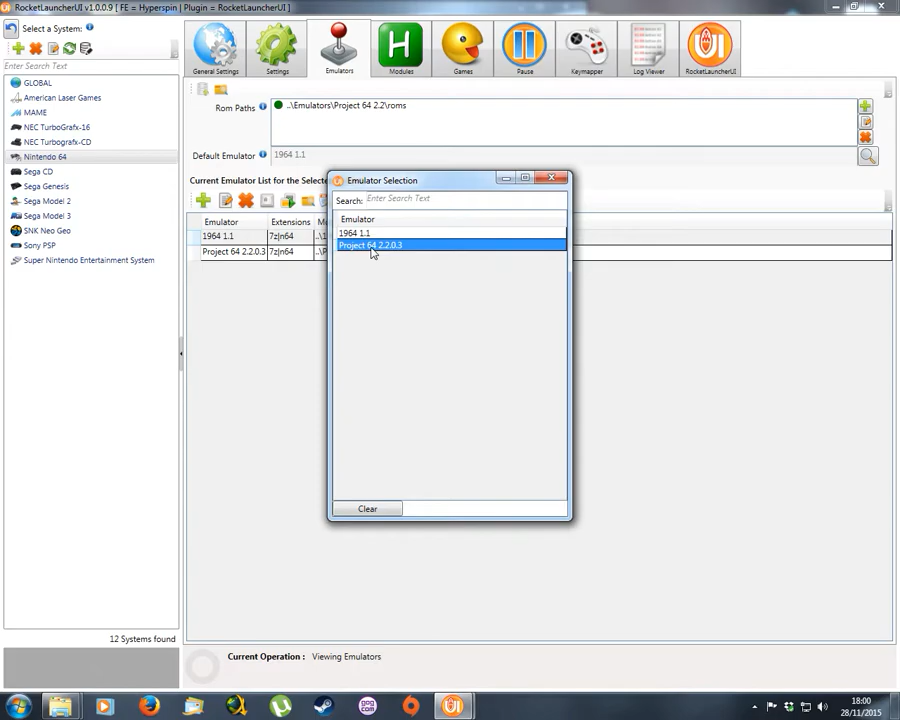 RocketLauncherUI v1.0.0.9 [ FE = Hyperspin | Plugin = RocketLauncherUI ]
Select a System:
Enter Search Text
GLOBAL
American Laser Games
MAME
NEC TurboGrafx-16
NEC Turbografx-CD
Nintendo 64
Sega CD
Sega Genesis
Sega Model 2
Sega Model 3
SNK Neo Geo
Sony PSP
Super Nintendo Entertainment System
12 Systems found
General Settings
Settings
Emulators
Modules
Games
Pause
Keymapper
Log Viewer
RocketLauncherUI
Rom Paths
..\Emulators\Project 64 2.2\roms
Default Emulator
1964 1.1
Current Emulator List for the Selecte
Emulator Extensions
1964 1.1 7z|n64
Project 64 2.2.0.3 7z|n64
Emulator Selection
Search: Enter Search Text
Emulator
1964 1.1
Project 64 2.2.0.3
Clear
Current Operation : Viewing Emulators
18:00
28/11/2015